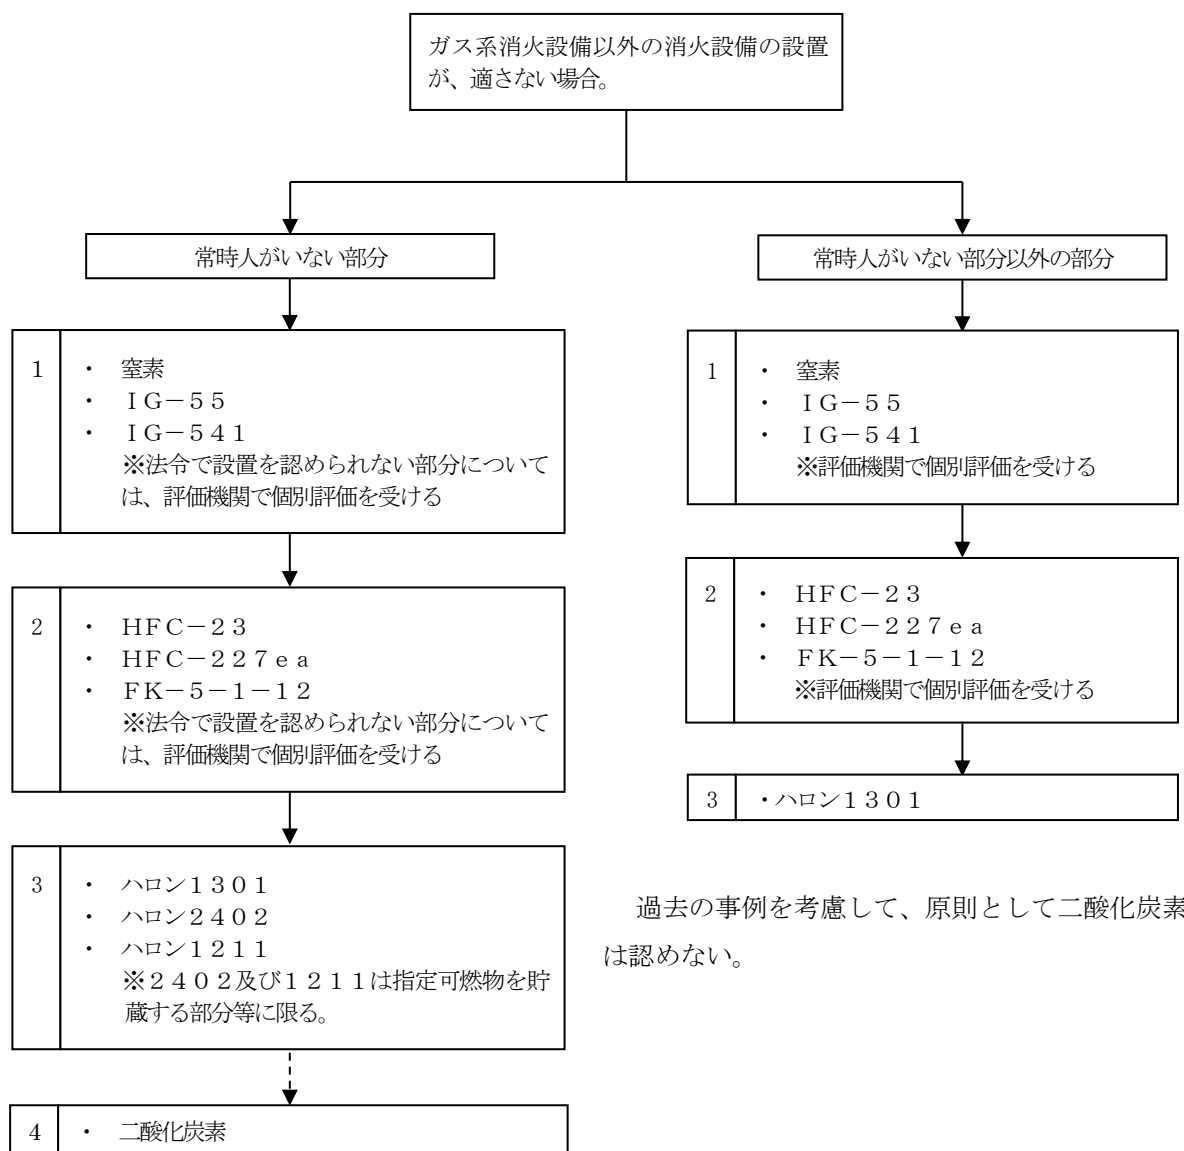 ガス系消火設備以外の消火設備の設置
が、適さない場合。
常時人がいない部分
1
・ 窒素
・ ＩＧ－５５
・ ＩＧ－５４１
※法令で設置を認められない部分について
は、評価機関で個別評価を受ける
2
・ ＨＦＣ－２３
・ ＨＦＣ－２２７ｅａ
・ ＦＫ－５－１－１２
※法令で設置を認められない部分について
は、評価機関で個別評価を受ける
3
・ ハロン１３０１
・ ハロン２４０２
・ ハロン１２１１
※２４０２及び１２１１は指定可燃物を貯
蔵する部分等に限る。
4
・ 二酸化炭素
常時人がいない部分以外の部分
1
・ 窒素
・ ＩＧ－５５
・ ＩＧ－５４１
※評価機関で個別評価を受ける
2
・ ＨＦＣ－２３
・ ＨＦＣ－２２７ｅａ
・ ＦＫ－５－１－１２
※評価機関で個別評価を受ける
3
・ハロン１３０１
過去の事例を考慮して、原則として二酸化炭素
は認めない。